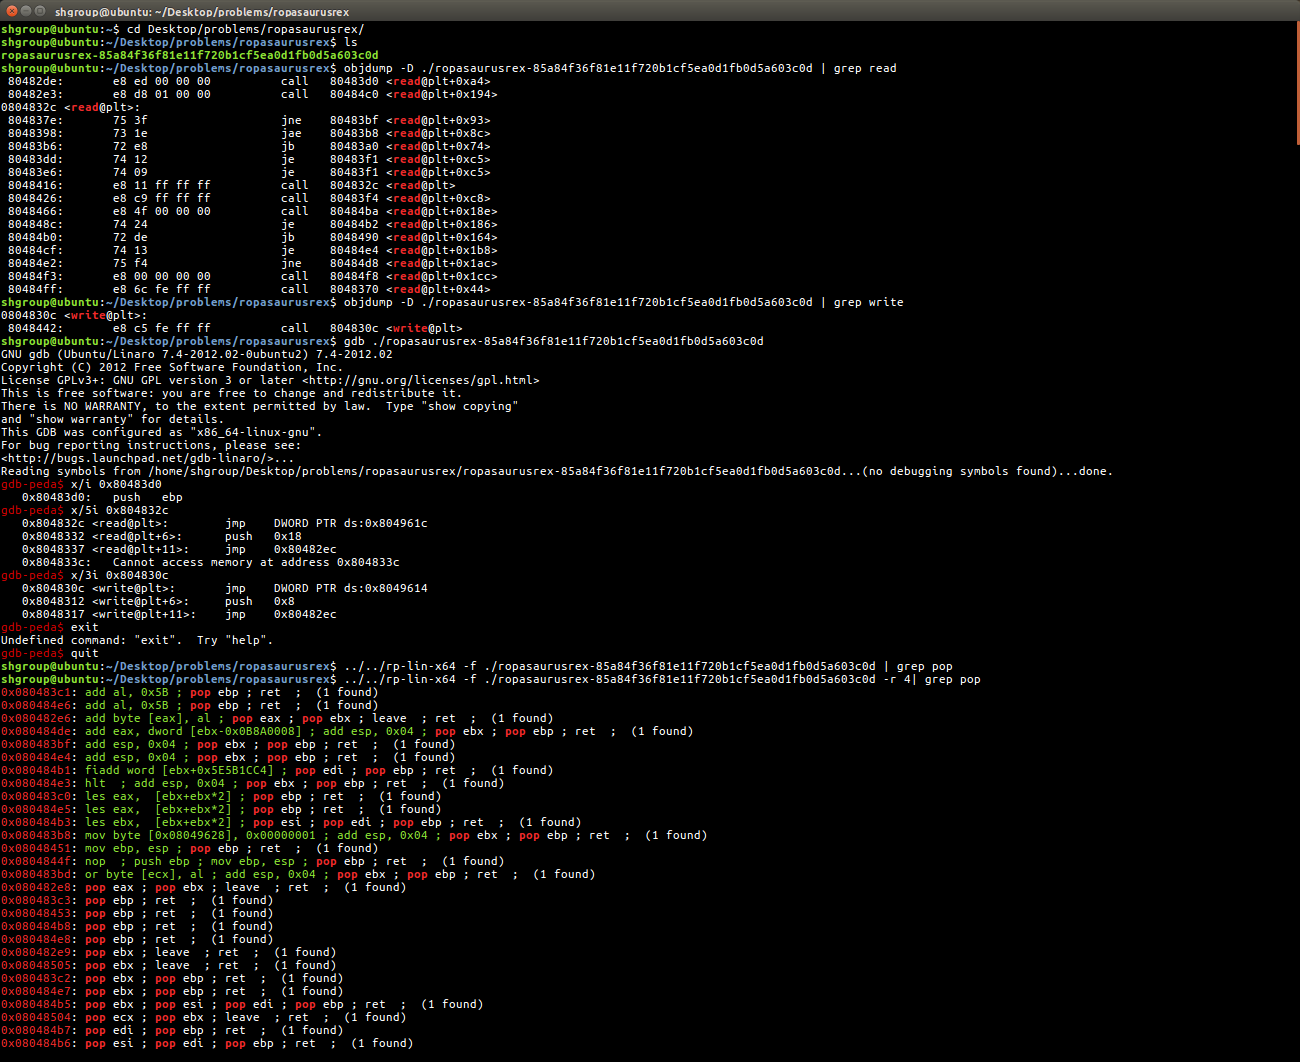 shgroup@ubuntu: ~/Desktop/problems/ropasaurusrex
shgroup@ubuntu:~$ cd Desktop/problems/ropasaurusrex/
shgroup@ubuntu:~/Desktop/problems/ropasaurusrex$ ls
ropasaurusrex-85a84f36f81e11f720b1cf5ea0d1fb0d5a603c0d
shgroup@ubuntu:~/Desktop/problems/ropasaurusrex$ objdump -D ./ropasaurusrex-85a84f36f81e11f720b1cf5ea0d1fb0d5a603c0d | grep read
 80482de:       e8 ed 00 00 00          call   80483d0 <read@plt+0xa4>
 80482e3:       e8 d8 01 00 00          call   80484c0 <read@plt+0x194>
0804832c <read@plt>:
 804837e:       75 3f                   jne    80483bf <read@plt+0x93>
 8048398:       73 1e                   jae    80483b8 <read@plt+0x8c>
 80483b6:       72 e8                   jb     80483a0 <read@plt+0x74>
 80483dd:       74 12                   je     80483f1 <read@plt+0xc5>
 80483e6:       74 09                   je     80483f1 <read@plt+0xc5>
 8048416:       e8 11 ff ff ff          call   804832c <read@plt>
 8048426:       e8 c9 ff ff ff          call   80483f4 <read@plt+0xc8>
 8048466:       e8 4f 00 00 00          call   80484ba <read@plt+0x18e>
 804848c:       74 24                   je     80484b2 <read@plt+0x186>
 80484b0:       72 de                   jb     8048490 <read@plt+0x164>
 80484cf:       74 13                   je     80484e4 <read@plt+0x1b8>
 80484e2:       75 f4                   jne    80484d8 <read@plt+0x1ac>
 80484f3:       e8 00 00 00 00          call   80484f8 <read@plt+0x1cc>
 80484ff:       e8 6c fe ff ff          call   8048370 <read@plt+0x44>
shgroup@ubuntu:~/Desktop/problems/ropasaurusrex$ objdump -D ./ropasaurusrex-85a84f36f81e11f720b1cf5ea0d1fb0d5a603c0d | grep write
0804830c <write@plt>:
 8048442:       e8 c5 fe ff ff          call   804830c <write@plt>
shgroup@ubuntu:~/Desktop/problems/ropasaurusrex$ gdb ./ropasaurusrex-85a84f36f81e11f720b1cf5ea0d1fb0d5a603c0d
GNU gdb (Ubuntu/Linaro 7.4-2012.02-0ubuntu2) 7.4-2012.02
Copyright (C) 2012 Free Software Foundation, Inc.
License GPLv3+: GNU GPL version 3 or later <http://gnu.org/licenses/gpl.html>
This is free software: you are free to change and redistribute it.
There is NO WARRANTY, to the extent permitted by law.  Type "show copying"
and "show warranty" for details.
This GDB was configured as "x86_64-linux-gnu".
For bug reporting instructions, please see:
<http://bugs.launchpad.net/gdb-linaro/>...
Reading symbols from /home/shgroup/Desktop/problems/ropasaurusrex/ropasaurusrex-85a84f36f81e11f720b1cf5ea0d1fb0d5a603c0d...(no debugging symbols found)...done.
gdb-peda$ x/i 0x80483d0
   0x80483d0:   push   ebp
gdb-peda$ x/5i 0x804832c
   0x804832c <read@plt>:        jmp    DWORD PTR ds:0x804961c
   0x8048332 <read@plt+6>:      push   0x18
   0x8048337 <read@plt+11>:     jmp    0x80482ec
   0x804833c:   Cannot access memory at address 0x804833c
gdb-peda$ x/3i 0x804830c
   0x804830c <write@plt>:       jmp    DWORD PTR ds:0x8049614
   0x8048312 <write@plt+6>:     push   0x8
   0x8048317 <write@plt+11>:    jmp    0x80482ec
gdb-peda$ exit
Undefined command: "exit".  Try "help".
gdb-peda$ quit
shgroup@ubuntu:~/Desktop/problems/ropasaurusrex$ ../../rp-lin-x64 -f ./ropasaurusrex-85a84f36f81e11f720b1cf5ea0d1fb0d5a603c0d | grep pop
shgroup@ubuntu:~/Desktop/problems/ropasaurusrex$ ../../rp-lin-x64 -f ./ropasaurusrex-85a84f36f81e11f720b1cf5ea0d1fb0d5a603c0d -r 4| grep pop
0x080483c1: add al, 0x5B ; pop ebp ; ret  ;  (1 found)
0x080484e6: add al, 0x5B ; pop ebp ; ret  ;  (1 found)
0x080482e6: add byte [eax], al ; pop eax ; pop ebx ; leave  ; ret  ;  (1 found)
0x080484de: add eax, dword [ebx-0x0B8A0008] ; add esp, 0x04 ; pop ebx ; pop ebp ; ret  ;  (1 found)
0x080483bf: add esp, 0x04 ; pop ebx ; pop ebp ; ret  ;  (1 found)
0x080484e4: add esp, 0x04 ; pop ebx ; pop ebp ; ret  ;  (1 found)
0x080484b1: fiadd word [ebx+0x5E5B1CC4] ; pop edi ; pop ebp ; ret  ;  (1 found)
0x080484e3: hlt  ; add esp, 0x04 ; pop ebx ; pop ebp ; ret  ;  (1 found)
0x080483c0: les eax,  [ebx+ebx*2] ; pop ebp ; ret  ;  (1 found)
0x080484e5: les eax,  [ebx+ebx*2] ; pop ebp ; ret  ;  (1 found)
0x080484b3: les ebx,  [ebx+ebx*2] ; pop esi ; pop edi ; pop ebp ; ret  ;  (1 found)
0x080483b8: mov byte [0x08049628], 0x00000001 ; add esp, 0x04 ; pop ebx ; pop ebp ; ret  ;  (1 found)
0x08048451: mov ebp, esp ; pop ebp ; ret  ;  (1 found)
0x0804844f: nop  ; push ebp ; mov ebp, esp ; pop ebp ; ret  ;  (1 found)
0x080483bd: or byte [ecx], al ; add esp, 0x04 ; pop ebx ; pop ebp ; ret  ;  (1 found)
0x080482e8: pop eax ; pop ebx ; leave  ; ret  ;  (1 found)
0x080483c3: pop ebp ; ret  ;  (1 found)
0x08048453: pop ebp ; ret  ;  (1 found)
0x080484b8: pop ebp ; ret  ;  (1 found)
0x080484e8: pop ebp ; ret  ;  (1 found)
0x080482e9: pop ebx ; leave  ; ret  ;  (1 found)
0x08048505: pop ebx ; leave  ; ret  ;  (1 found)
0x080483c2: pop ebx ; pop ebp ; ret  ;  (1 found)
0x080484e7: pop ebx ; pop ebp ; ret  ;  (1 found)
0x080484b5: pop ebx ; pop esi ; pop edi ; pop ebp ; ret  ;  (1 found)
0x08048504: pop ecx ; pop ebx ; leave  ; ret  ;  (1 found)
0x080484b7: pop edi ; pop ebp ; ret  ;  (1 found)
0x080484b6: pop esi ; pop edi ; pop ebp ; ret  ;  (1 found)